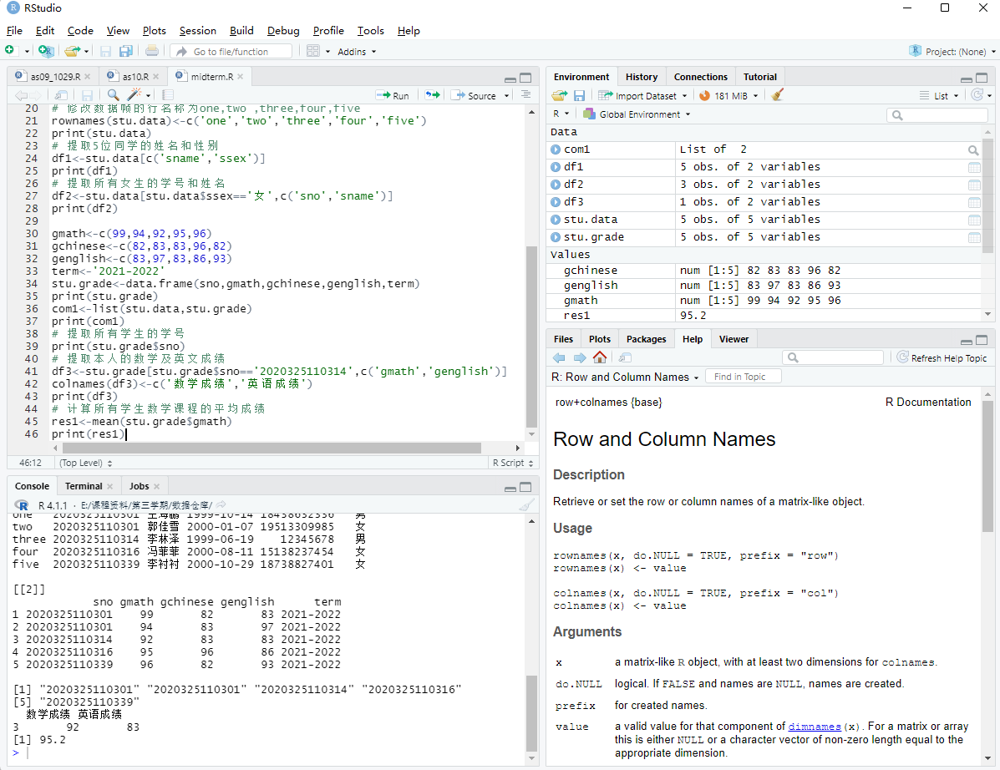 RStudio
File Edit Code View Plots Session Build Debug Profile Tools Help
Go to file/function Addins Project: (None)
as09_1029.R as10.R midterm.R
Run Source
20 # 修改数据帧的行名称为one,two ,three,four,five
21 rownames(stu.data)<-c('one','two','three','four','five')
22 print(stu.data)
23 # 提取5位同学的姓名和性别
24 df1<-stu.data[c('sname','ssex')]
25 print(df1)
26 # 提取所有女生的学号和姓名
27 df2<-stu.data[stu.data$ssex=='女',c('sno','sname')]
28 print(df2)
29
30 gmath<-c(99,94,92,95,96)
31 gchinese<-c(82,83,83,96,82)
32 genglish<-c(83,97,83,86,93)
33 term<-'2021-2022'
34 stu.grade<-data.frame(sno,gmath,gchinese,genglish,term)
35 print(stu.grade)
36 com1<-list(stu.data,stu.grade)
37 print(com1)
38 # 提取所有学生的学号
39 print(stu.grade$sno)
40 # 提取本人的数学及英文成绩
41 df3<-stu.grade[stu.grade$sno=='2020325110314',c('gmath','genglish')]
42 colnames(df3)<-c('数学成绩','英语成绩')
43 print(df3)
44 # 计算所有学生数学课程的平均成绩
45 res1<-mean(stu.grade$gmath)
46 print(res1)
46:12 (Top Level) R Script
Console Terminal Jobs
R 4.1.1 · E:/课程资料/第三学期/数据仓库/
one 2020325110301 王海鹏 1999-10-14 18438632336 男
two 2020325110301 郭佳雪 2000-01-07 19513309985 女
three 2020325110314 李林泽 1999-06-19 12345678 男
four 2020325110316 冯菲菲 2000-08-11 15138237454 女
five 2020325110339 李衬衬 2000-10-29 18738827401 女
[[2]]
sno gmath gchinese genglish term
1 2020325110301 99 82 83 2021-2022
2 2020325110301 94 83 97 2021-2022
3 2020325110314 92 83 83 2021-2022
4 2020325110316 95 96 86 2021-2022
5 2020325110339 96 82 93 2021-2022
[1] "2020325110301" "2020325110301" "2020325110314" "2020325110316"
[5] "2020325110339"
数学成绩 英语成绩
3 92 83
[1] 95.2
>
Environment History Connections Tutorial
Import Dataset 181 MiB List
R Global Environment
Data
com1 List of 2
df1 5 obs. of 2 variables
df2 3 obs. of 2 variables
df3 1 obs. of 2 variables
stu.data 5 obs. of 5 variables
stu.grade 5 obs. of 5 variables
Values
gchinese num [1:5] 82 83 83 96 82
genglish num [1:5] 83 97 83 86 93
gmath num [1:5] 99 94 92 95 96
res1 95.2
Files Plots Packages Help Viewer
Refresh Help Topic
R: Row and Column Names Find in Topic
row+colnames {base} R Documentation
Row and Column Names
Description
Retrieve or set the row or column names of a matrix-like object.
Usage
rownames(x, do.NULL = TRUE, prefix = "row")
rownames(x) <- value
colnames(x, do.NULL = TRUE, prefix = "col")
colnames(x) <- value
Arguments
x a matrix-like R object, with at least two dimensions for colnames.
do.NULL logical. If FALSE and names are NULL, names are created.
prefix for created names.
value a valid value for that component of dimnames(x). For a matrix or array
this is either NULL or a character vector of non-zero length equal to the
appropriate dimension.